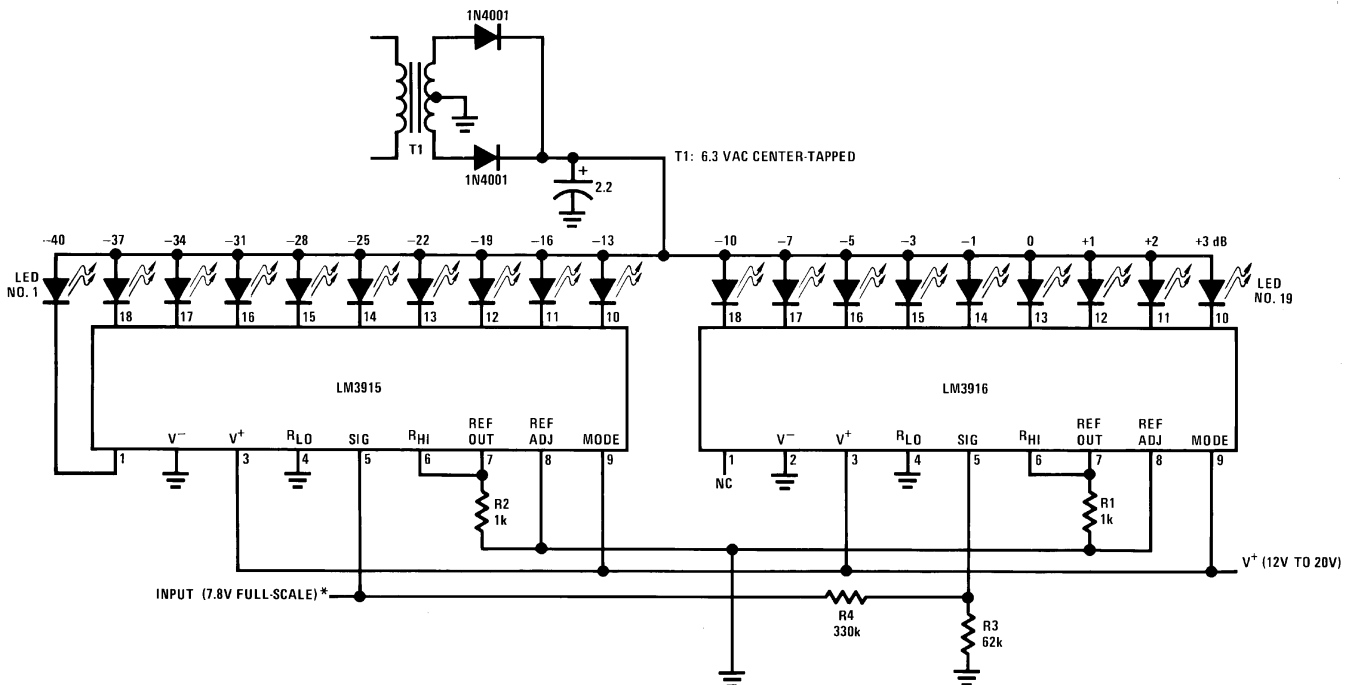 1N4001
T1
1N4001
+
2.2
T1: 6.3 VAC CENTER-TAPPED
−40 −37 −34 −31 −28 −25 −22 −19 −16 −13 −10 −7 −5 −3 −1 0 +1 +2 +3 dB
LED NO. 1
LED NO. 19
18 17 16 15 14 13 12 11 10
18 17 16 15 14 13 12 11 10
LM3915
LM3916
V− V+ RLO SIG RHI REF OUT REF ADJ MODE
V− V+ RLO SIG RHI REF OUT REF ADJ MODE
1 3 4 5 6 7 8 9
1 2 3 4 5 6 7 8 9
NC
R2
1k
R1
1k
V+ (12V TO 20V)
INPUT (7.8V FULL-SCALE)*
R4
330k
R3
62k